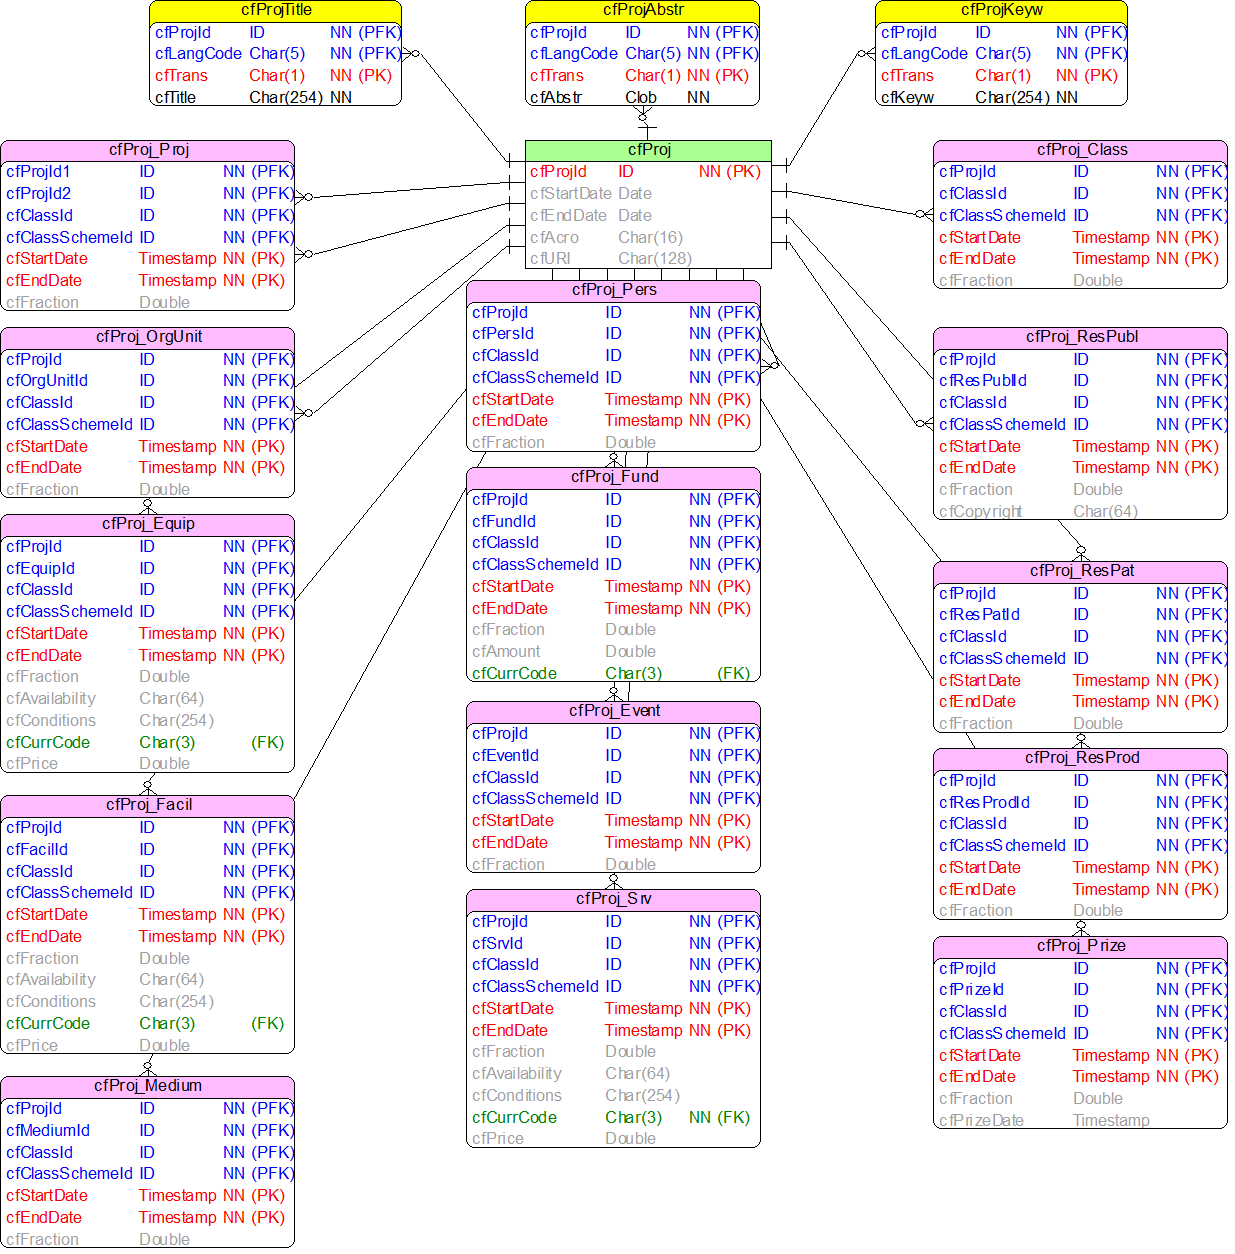 cfProjTitle
cfProjId ID NN (PFK)
cfLangCode Char(5) NN (PFK)
cfTrans Char(1) NN (PK)
cfTitle Char(254) NN
cfProjAbstr
cfProjId ID NN (PFK)
cfLangCode Char(5) NN (PFK)
cfTrans Char(1) NN (PK)
cfAbstr Clob NN
cfProjKeyw
cfProjId ID NN (PFK)
cfLangCode Char(5) NN (PFK)
cfTrans Char(1) NN (PK)
cfKeyw Char(254) NN
cfProj_Proj
cfProjId1 ID NN (PFK)
cfProjId2 ID NN (PFK)
cfClassId ID NN (PFK)
cfClassSchemeId ID NN (PFK)
cfStartDate Timestamp NN (PK)
cfEndDate Timestamp NN (PK)
cfFraction Double
cfProj
cfProjId ID NN (PK)
cfStartDate Date
cfEndDate Date
cfAcro Char(16)
cfURI Char(128)
cfProj_Class
cfProjId ID NN (PFK)
cfClassId ID NN (PFK)
cfClassSchemeId ID NN (PFK)
cfStartDate Timestamp NN (PK)
cfEndDate Timestamp NN (PK)
cfFraction Double
cfProj_OrgUnit
cfProjId ID NN (PFK)
cfOrgUnitId ID NN (PFK)
cfClassId ID NN (PFK)
cfClassSchemeId ID NN (PFK)
cfStartDate Timestamp NN (PK)
cfEndDate Timestamp NN (PK)
cfFraction Double
cfProj_Pers
cfProjId ID NN (PFK)
cfPersId ID NN (PFK)
cfClassId ID NN (PFK)
cfClassSchemeId ID NN (PFK)
cfStartDate Timestamp NN (PK)
cfEndDate Timestamp NN (PK)
cfFraction Double
cfProj_ResPubl
cfProjId ID NN (PFK)
cfResPublId ID NN (PFK)
cfClassId ID NN (PFK)
cfClassSchemeId ID NN (PFK)
cfStartDate Timestamp NN (PK)
cfEndDate Timestamp NN (PK)
cfFraction Double
cfCopyright Char(64)
cfProj_Equip
cfProjId ID NN (PFK)
cfEquipId ID NN (PFK)
cfClassId ID NN (PFK)
cfClassSchemeId ID NN (PFK)
cfStartDate Timestamp NN (PK)
cfEndDate Timestamp NN (PK)
cfFraction Double
cfAvailability Char(64)
cfConditions Char(254)
cfCurrCode Char(3) (FK)
cfPrice Double
cfProj_Fund
cfProjId ID NN (PFK)
cfFundId ID NN (PFK)
cfClassId ID NN (PFK)
cfClassSchemeId ID NN (PFK)
cfStartDate Timestamp NN (PK)
cfEndDate Timestamp NN (PK)
cfFraction Double
cfAmount Double
cfCurrCode Char(3) (FK)
cfProj_ResPat
cfProjId ID NN (PFK)
cfResPatId ID NN (PFK)
cfClassId ID NN (PFK)
cfClassSchemeId ID NN (PFK)
cfStartDate Timestamp NN (PK)
cfEndDate Timestamp NN (PK)
cfFraction Double
cfProj_Facil
cfProjId ID NN (PFK)
cfFacilId ID NN (PFK)
cfClassId ID NN (PFK)
cfClassSchemeId ID NN (PFK)
cfStartDate Timestamp NN (PK)
cfEndDate Timestamp NN (PK)
cfFraction Double
cfAvailability Char(64)
cfConditions Char(254)
cfCurrCode Char(3) (FK)
cfPrice Double
cfProj_Event
cfProjId ID NN (PFK)
cfEventId ID NN (PFK)
cfClassId ID NN (PFK)
cfClassSchemeId ID NN (PFK)
cfStartDate Timestamp NN (PK)
cfEndDate Timestamp NN (PK)
cfFraction Double
cfProj_ResProd
cfProjId ID NN (PFK)
cfResProdId ID NN (PFK)
cfClassId ID NN (PFK)
cfClassSchemeId ID NN (PFK)
cfStartDate Timestamp NN (PK)
cfEndDate Timestamp NN (PK)
cfFraction Double
cfProj_Medium
cfProjId ID NN (PFK)
cfMediumId ID NN (PFK)
cfClassId ID NN (PFK)
cfClassSchemeId ID NN (PFK)
cfStartDate Timestamp NN (PK)
cfEndDate Timestamp NN (PK)
cfFraction Double
cfProj_Srv
cfProjId ID NN (PFK)
cfSrvId ID NN (PFK)
cfClassId ID NN (PFK)
cfClassSchemeId ID NN (PFK)
cfStartDate Timestamp NN (PK)
cfEndDate Timestamp NN (PK)
cfFraction Double
cfAvailability Char(64)
cfConditions Char(254)
cfCurrCode Char(3) NN (FK)
cfPrice Double
cfProj_Prize
cfProjId ID NN (PFK)
cfPrizeId ID NN (PFK)
cfClassId ID NN (PFK)
cfClassSchemeId ID NN (PFK)
cfStartDate Timestamp NN (PK)
cfEndDate Timestamp NN (PK)
cfFraction Double
cfPrizeDate Timestamp